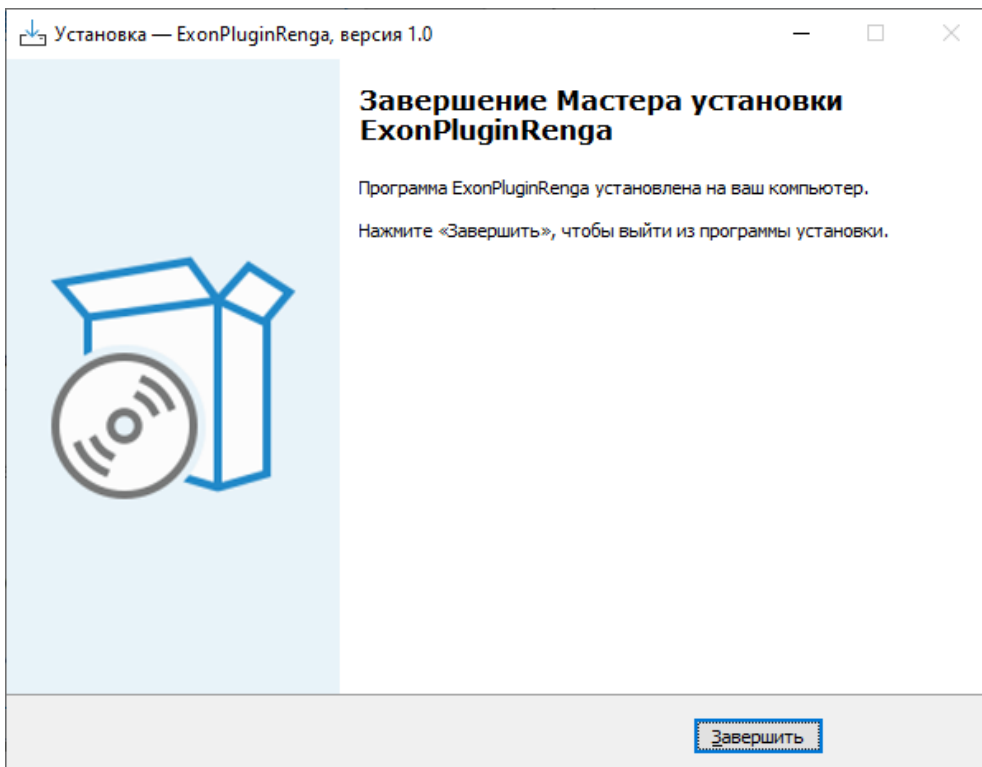 Установка — ExonPluginRenga, версия 1.0
Завершение Мастера установки
ExonPluginRenga
Программа ExonPluginRenga установлена на ваш компьютер.
Нажмите «Завершить», чтобы выйти из программы установки.
Завершить